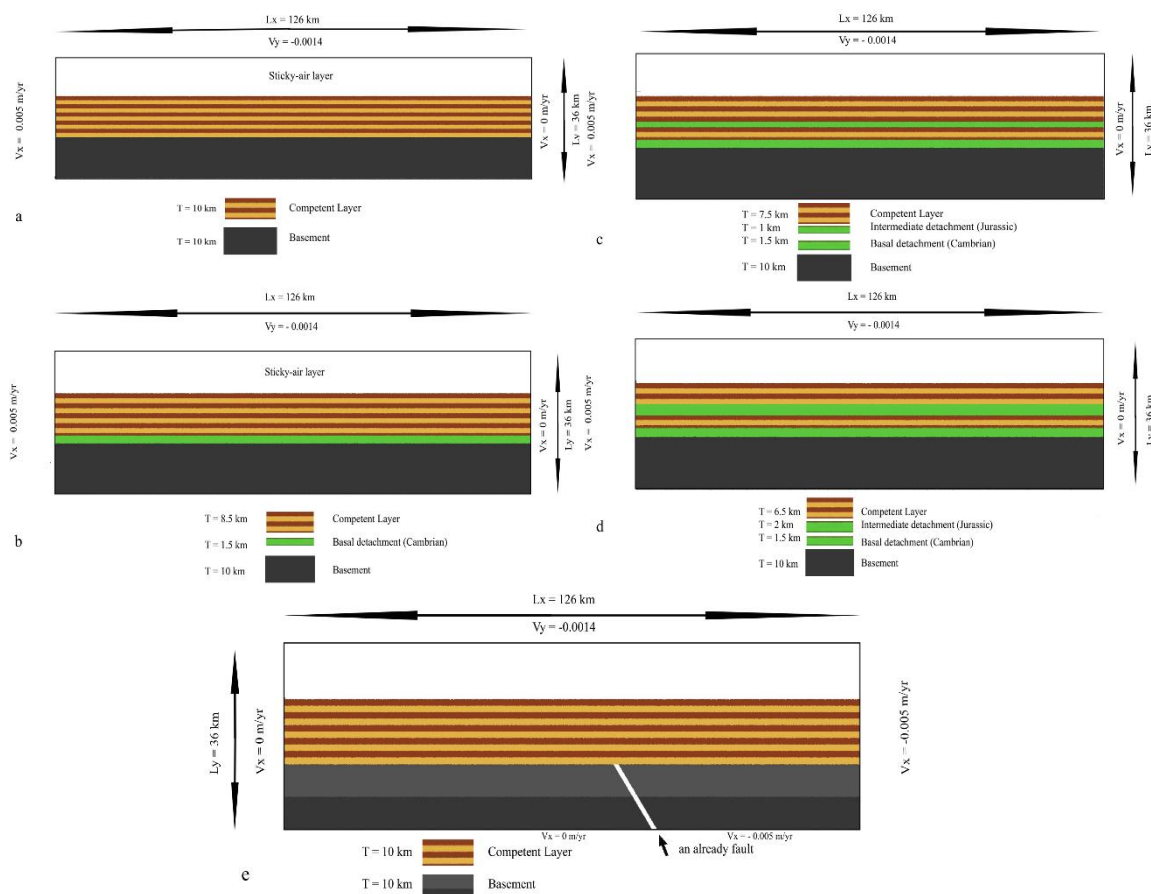 Lx = 126 km
Vy = -0.0014
Sticky-air layer
Vx = 0.005 m/yr
Vx = 0 m/yr
Ly = 36 km
Vx = 0.005 m/yr
T = 10 km Competent Layer
T = 10 km Basement
a
Lx = 126 km
Vy = - 0.0014
Vx = 0 m/yr
Ly = 36 km
T = 7.5 km Competent Layer
T = 1 km Intermediate detachment (Jurassic)
T = 1.5 km Basal detachment (Cambrian)
T = 10 km Basement
c
Lx = 126 km
Vy = - 0.0014
Sticky-air layer
Vx = 0.005 m/yr
Vx = 0 m/yr
Ly = 36 km
Vx = 0.005 m/yr
T = 8.5 km Competent Layer
T = 1.5 km Basal detachment (Cambrian)
T = 10 km Basement
b
Lx = 126 km
Vy = - 0.0014
Vx = 0 m/yr
Ly = 36 km
T = 6.5 km Competent Layer
T = 2 km Intermediate detachment (Jurassic)
T = 1.5 km Basal detachment (Cambrian)
T = 10 km Basement
d
Lx = 126 km
Vy = -0.0014
Ly = 36 km
Vx = 0 m/yr
Vx = -0.005 m/yr
Vx = 0 m/yr
Vx = - 0.005 m/yr
an already fault
T = 10 km Competent Layer
T = 10 km Basement
e